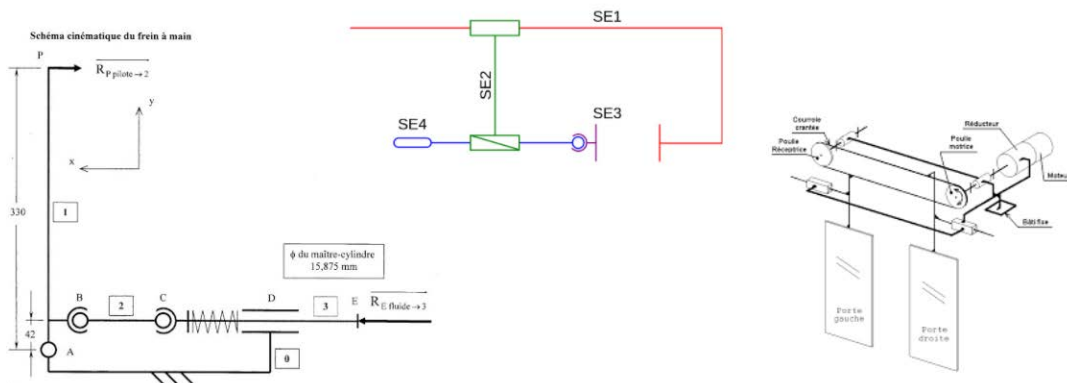 Schéma cinématique du frein à main
P
R P pilote→2
y
x
330
1
φ du maître-cylindre
15,875 mm
B
2
C
D
3
E
R E fluide→3
42
A
0
SE1
SE2
SE3
SE4
Courroie
crantée
Poulie
Réceptrice
Poulie
motrice
Réducteur
Moteu
Bâti fixe
Porte
gauche
Porte
droite